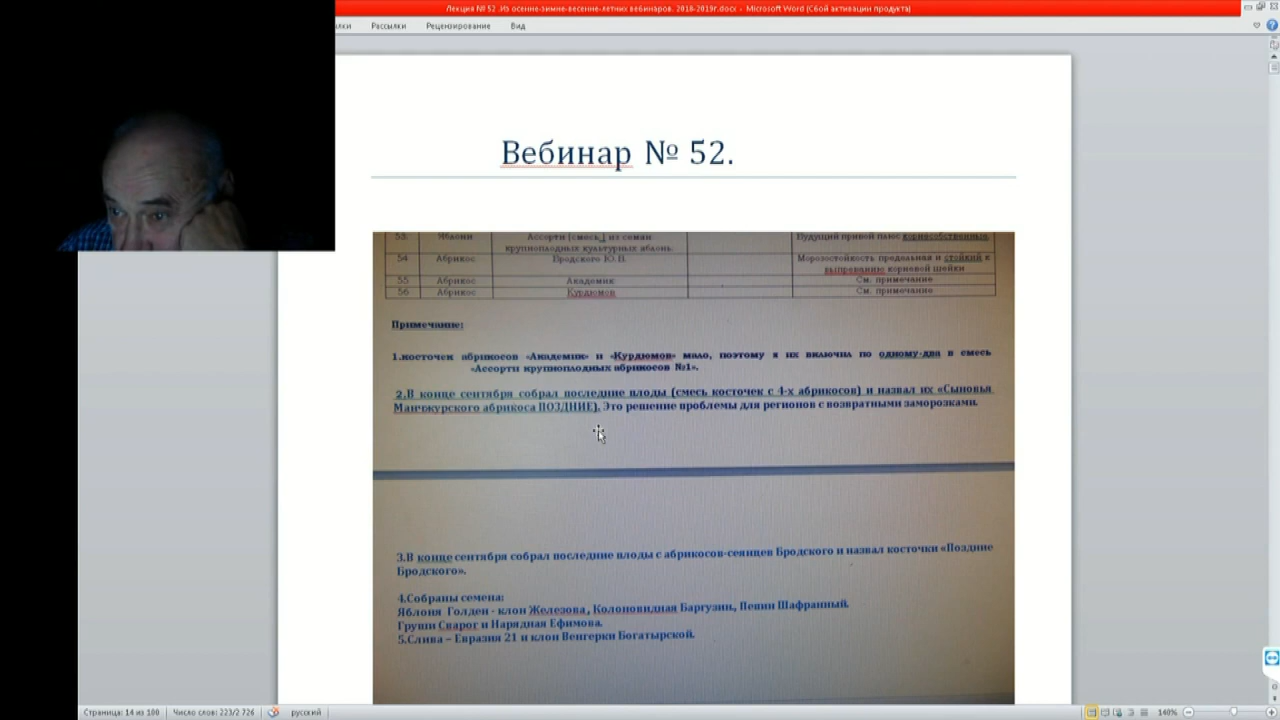 Лекция № 52 .Из осенне-зимне-весенне-летних вебинаров. 2018-2019г.docx - Microsoft Word (Сбой активации продукта)
Рассылки Рецензирование Вид
Вебинар № 52.
53. Яблони Ассорти (смесь) из семян крупноплодных культурных яблонь. Будущий привой плюс корнесобственные.
54 Абрикос Бродского Ю.П. Морозостойкость предельная и стойкий к выпреванию корневой шейки
55 Абрикос Академик См. примечание
56 Абрикос Курдюмов См. примечание
Примечание:
1.косточек абрикосов «Академик» и «Курдюмов» мало, поэтому я их включил по одному-два в смесь
«Ассорти крупноплодных абрикосов №1».
2.В конце сентября собрал последние плоды (смесь косточек с 4-х абрикосов) и назвал их «Сыновья
Манчжурского абрикоса ПОЗДНИЕ). Это решение проблемы для регионов с возвратными заморозками.
3.В конце сентября собрал последние плоды с абрикосов-сеянцев Бродского и назвал косточки «Поздние
Бродского».
4.Собраны семена:
Яблоня Голден - клон Железова, Колоновидная Баргузин, Пепин Шафранный.
Груши Сварог и Нарядная Ефимова.
5.Слива – Евразия 21 и клон Венгерки Богатырской.
Страница: 14 из 100 Число слов: 223/2 726 русский 140%